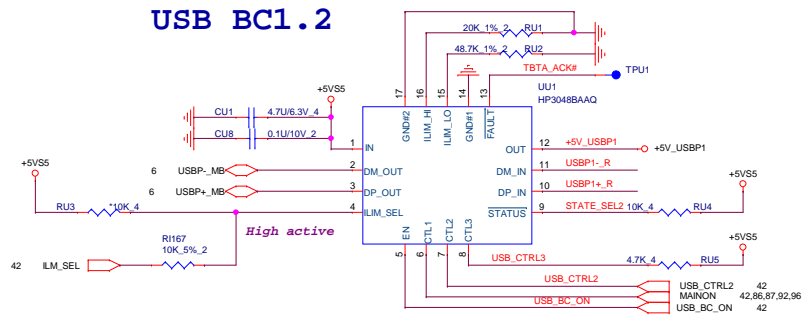 USB BC1.2
20K_1%_2 RU1
48.7K_1%_2 RU2
TBTA_ACK# TPU1
+5VS5
17 16 15 14 13
UU1
HP3048BAAQ
CU1 4.7U/6.3V_4
CU8 0.1U/10V_2
GND#2 ILIM_HI ILIM_LO GND#1 FAULT
1 IN OUT 12 +5V_USBP1 +5V_USBP1
6 USBP-_MB 2 DM_OUT DM_IN 11 USBP1-_R
+5VS5 +5VS5
6 USBP+_MB 3 DP_OUT DP_IN 10 USBP1+_R
RU3 *10K_4 4 ILIM_SEL STATUS 9 STATE_SEL2 10K_4 RU4
High active
EN CTL1 CTL2 CTL3
+5VS5
RI167
10K_5%_2
5 6 7 8
USB_CTRL3 4.7K_4 RU5
42 ILM_SEL
USB_CTRL2 USB_CTRL2 42
MAINON 42,86,87,92,96
USB_BC_ON USB_BC_ON 42